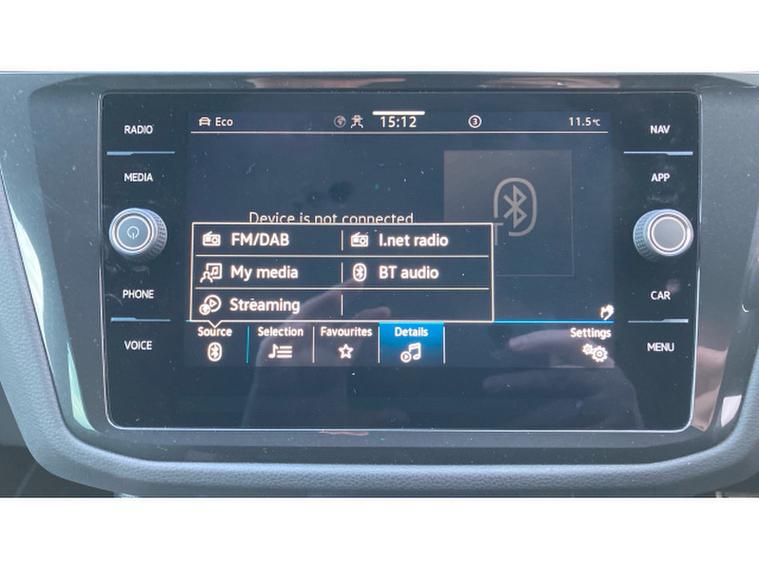 RADIO
MEDIA
PHONE
VOICE
NAV
APP
CAR
MENU
Eco 15:12 3 11.5°C
Device is not connected
FM/DAB I.net radio
My media BT audio
Streaming
Source Selection Favourites Details Settings